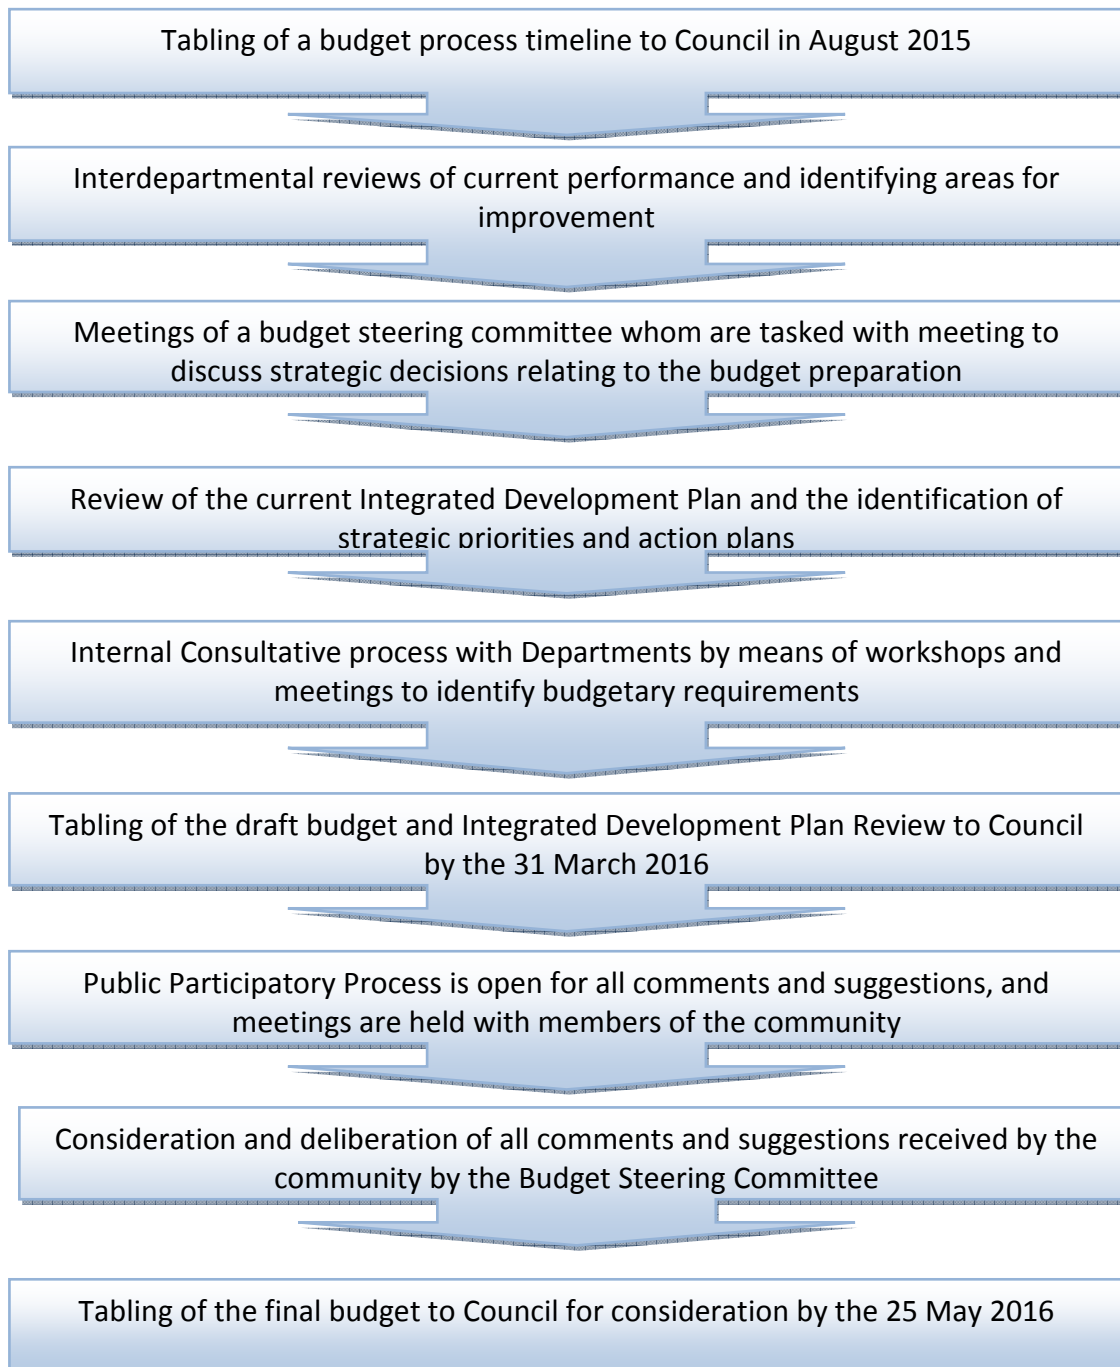 Tabling of a budget process timeline to Council in August 2015
Interdepartmental reviews of current performance and identifying areas for
improvement
Meetings of a budget steering committee whom are tasked with meeting to
discuss strategic decisions relating to the budget preparation
Review of the current Integrated Development Plan and the identification of
strategic priorities and action plans
Internal Consultative process with Departments by means of workshops and
meetings to identify budgetary requirements
Tabling of the draft budget and Integrated Development Plan Review to Council
by the 31 March 2016
Public Participatory Process is open for all comments and suggestions, and
meetings are held with members of the community
Consideration and deliberation of all comments and suggestions received by the
community by the Budget Steering Committee
Tabling of the final budget to Council for consideration by the 25 May 2016